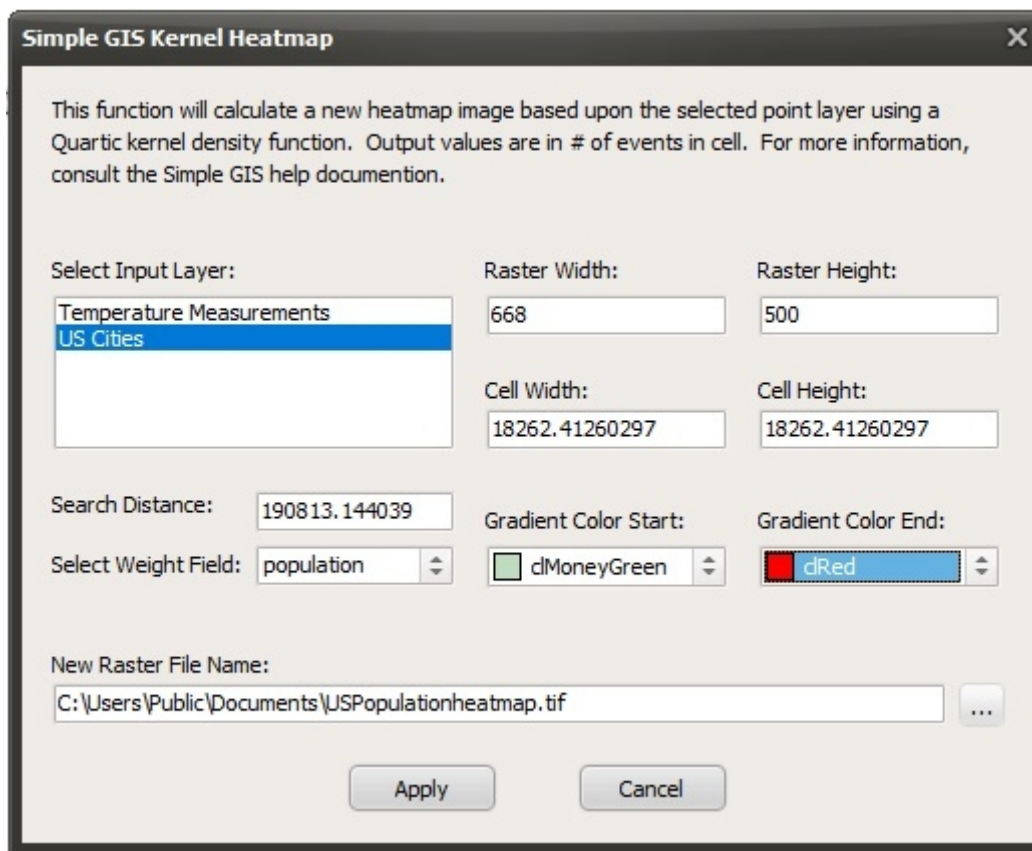 Simple GIS Kernel Heatmap
This function will calculate a new heatmap image based upon the selected point layer using a
Quartic kernel density function. Output values are in # of events in cell. For more information,
consult the Simple GIS help documention.
Select Input Layer:
Temperature Measurements
US Cities
Raster Width:
668
Raster Height:
500
Cell Width:
18262.41260297
Cell Height:
18262.41260297
Search Distance:
190813.144039
Select Weight Field:
population
Gradient Color Start:
clMoneyGreen
Gradient Color End:
clRed
New Raster File Name:
C:\Users\Public\Documents\USPopulationheatmap.tif
...
Apply
Cancel